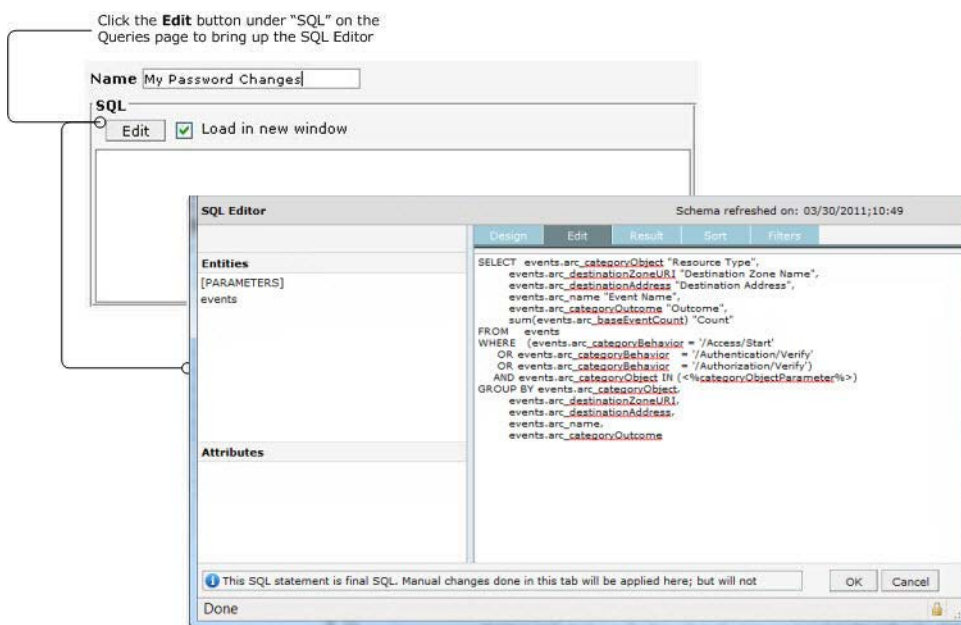 Click the Edit button under “SQL” on the
Queries page to bring up the SQL Editor
Name My Password Changes
SQL
Edit Load in new window
SQL Editor Schema refreshed on: 03/30/2011;10:49
Design Edit Result Sort Filters
Entities
[PARAMETERS]
events
Attributes
SELECT events.arc_categoryObject "Resource Type",
events.arc_destinationZoneURI "Destination Zone Name",
events.arc_destinationAddress "Destination Address",
events.arc_name "Event Name",
events.arc_categoryOutcome "Outcome",
sum(events.arc_baseEventCount) "Count"
FROM events
WHERE (events.arc_categoryBehavior = '/Access/Start'
OR events.arc_categoryBehavior = '/Authentication/Verify'
OR events.arc_categoryBehavior = '/Authorization/Verify')
AND events.arc_categoryObject IN (<%categoryObjectParameter%>)
GROUP BY events.arc_categoryObject,
events.arc_destinationZoneURI,
events.arc_destinationAddress,
events.arc_name,
events.arc_categoryOutcome
This SQL statement is final SQL. Manual changes done in this tab will be applied here; but will not
OK Cancel
Done